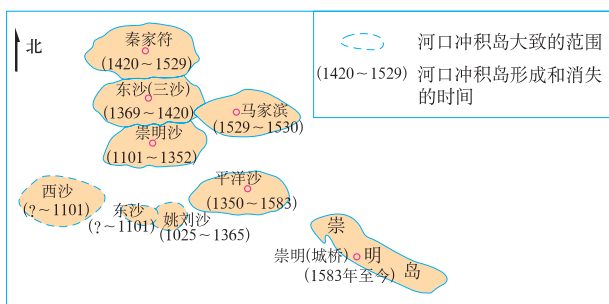 北
秦家符
(1420～1529)
东沙(三沙)
(1369～1420)
马家滨
(1529～1530)
崇明沙
(1101～1352)
西沙
(?～1101)
东沙
(?～1101)
姚刘沙
(1025～1365)
平洋沙
(1350～1583)
崇明岛
崇明(城桥)
(1583年至今)
河口冲积岛大致的范围
(1420～1529) 河口冲积岛形成和消失
的时间